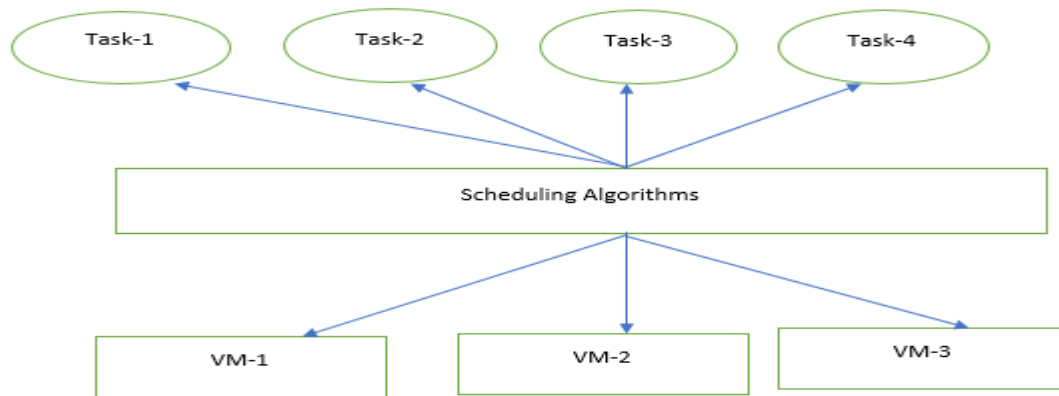 Task-1
Task-2
Task-3
Task-4
Scheduling Algorithms
VM-1
VM-2
VM-3